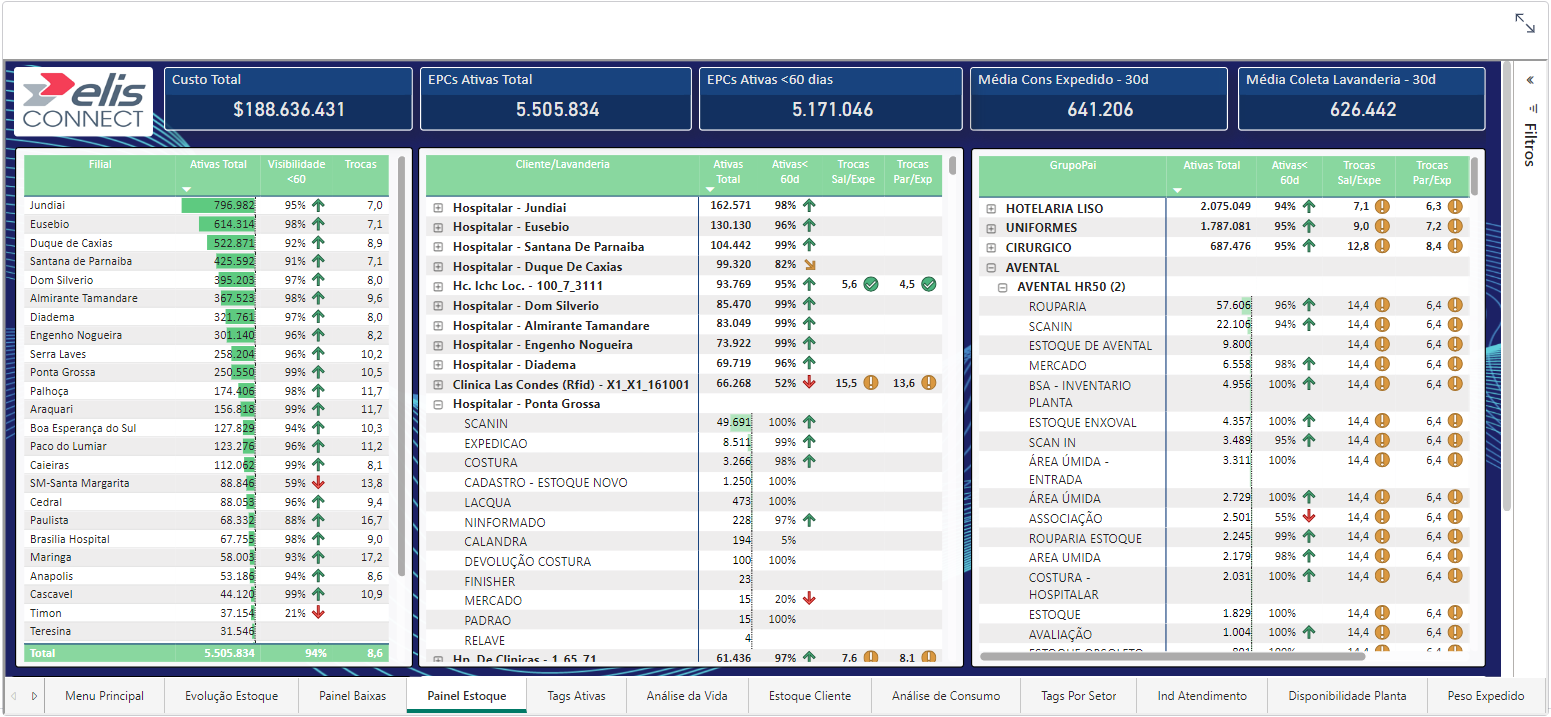 elis
CONNECT
Custo Total
$188.636.431
EPCs Ativas Total
5.505.834
EPCs Ativas <60 dias
5.171.046
Média Cons Expedido - 30d
641.206
Média Coleta Lavanderia - 30d
626.442
Filtros
Filial Ativas Total Visibilidade <60 Trocas
Jundiai 796.982 95% 7,0
Eusebio 614.314 98% 7,1
Duque de Caxias 522.871 92% 8,9
Santana de Parnaiba 425.592 91% 7,1
Dom Silverio 395.203 97% 8,0
Almirante Tamandare 367.523 98% 9,6
Diadema 321.761 97% 8,0
Engenho Nogueira 301.140 96% 8,2
Serra Laves 258.204 96% 10,2
Ponta Grossa 250.550 99% 10,5
Palhoça 174.406 98% 11,7
Araquari 156.818 99% 11,7
Boa Esperança do Sul 127.829 94% 10,3
Paco do Lumiar 123.276 96% 11,2
Caieiras 112.062 99% 8,1
SM-Santa Margarita 88.846 59% 13,8
Cedral 88.053 96% 9,4
Paulista 68.332 88% 16,7
Brasilia Hospital 67.755 98% 9,0
Maringa 58.003 93% 17,2
Anapolis 53.186 94% 8,6
Cascavel 44.120 99% 10,9
Timon 37.154 21%
Teresina 31.546
Total 5.505.834 94% 8,6
Cliente/Lavanderia Ativas Total Ativas< 60d Trocas Sal/Expe Trocas Par/Exp
Hospitalar - Jundiai 162.571 98%
Hospitalar - Eusebio 130.130 96%
Hospitalar - Santana De Parnaiba 104.442 99%
Hospitalar - Duque De Caxias 99.320 82%
Hc. Ichc Loc. - 100_7_3111 93.769 95% 5,6 4,5
Hospitalar - Dom Silverio 85.470 99%
Hospitalar - Almirante Tamandare 83.049 99%
Hospitalar - Engenho Nogueira 73.922 99%
Hospitalar - Diadema 69.719 96%
Clinica Las Condes (Rfid) - X1_X1_161001 66.268 52% 15,5 13,6
Hospitalar - Ponta Grossa
SCANIN 49.691 100%
EXPEDICAO 8.511 99%
COSTURA 3.266 98%
CADASTRO - ESTOQUE NOVO 1.250 100%
LACQUA 473 100%
NINFORMADO 228 97%
CALANDRA 194 5%
DEVOLUÇÃO COSTURA 100 100%
FINISHER 23
MERCADO 15 20%
PADRAO 15 100%
RELAVE 4
Hp. De Clinicas - 1_65_71 61.436 97% 7,6 8,1
GrupoPai Ativas Total Ativas< 60d Trocas Sal/Expe Trocas Par/Exp
HOTELARIA LISO 2.075.049 94% 7,1 6,3
UNIFORMES 1.787.081 95% 9,0 7,2
CIRURGICO 687.476 95% 12,8 8,4
AVENTAL
AVENTAL HR50 (2)
ROUPARIA 57.606 96% 14,4 6,4
SCANIN 22.106 94% 14,4 6,4
ESTOQUE DE AVENTAL 9.800 14,4 6,4
MERCADO 6.558 98% 14,4 6,4
BSA - INVENTARIO 4.956 100% 14,4 6,4
PLANTA
ESTOQUE ENXOVAL 4.357 100% 14,4 6,4
SCAN IN 3.489 95% 14,4 6,4
ÁREA ÚMIDA - 3.311 100% 14,4 6,4
ENTRADA
ÁREA ÚMIDA 2.729 100% 14,4 6,4
ASSOCIAÇÃO 2.501 55% 14,4 6,4
ROUPARIA ESTOQUE 2.245 99% 14,4 6,4
AREA UMIDA 2.179 98% 14,4 6,4
COSTURA - 2.031 100% 14,4 6,4
HOSPITALAR
ESTOQUE 1.829 100% 14,4 6,4
AVALIAÇÃO 1.004 100% 14,4 6,4
Menu Principal
Evolução Estoque
Painel Baixas
Painel Estoque
Tags Ativas
Análise da Vida
Estoque Cliente
Análise de Consumo
Tags Por Setor
Ind Atendimento
Disponibilidade Planta
Peso Expedido